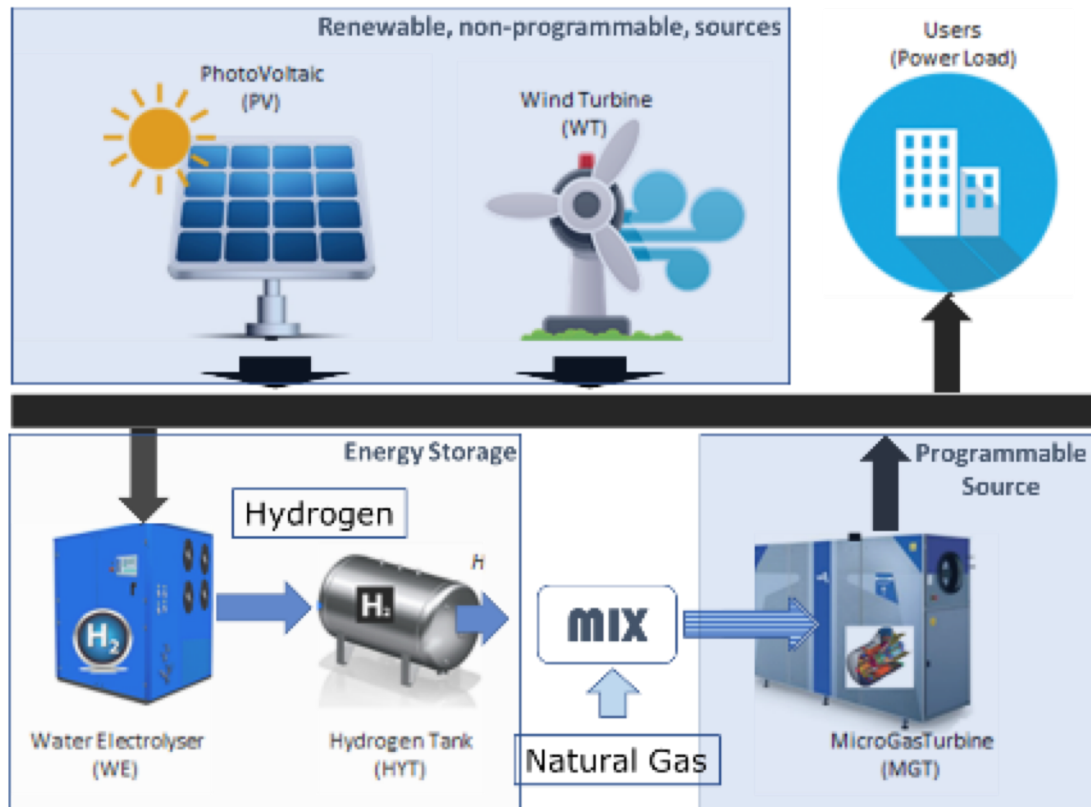 Renewable, non-programmable, sources
PhotoVoltaic
(PV)
Wind Turbine
(WT)
Users
(Power Load)
Energy Storage
Programmable
Source
Hydrogen
H
H2
H2
MIX
Water Electrolyser
(WE)
Hydrogen Tank
(HYT)
Natural Gas
MicroGasTurbine
(MGT)